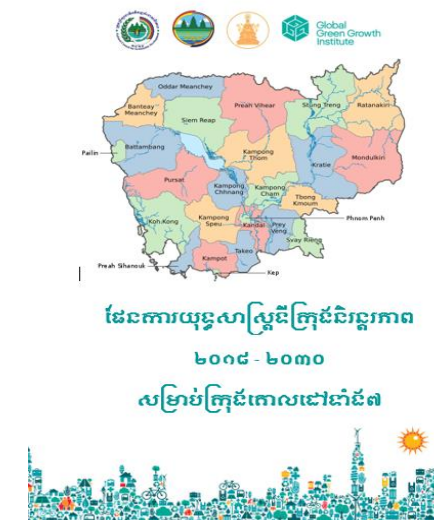 Global
Green Growth
Institute
Oddar Meanchey
Banteay
Meanchey
Preah Vihear
Stung Treng
Ratanakiri
Siem Reap
Battambang
Pailin
Kampong
Thom
Kratie
Mondulkiri
Pursat
Kampong
Chhnang
Kampong
Cham
Tbong
Kmoum
Koh Kong
Kampong
Speu
Kandal
Prey
Veng
Phnom Penh
Svay Rieng
Takeo
Preah Sihanouk
Kampot
Kep
ផែនការយុទ្ធសាស្ត្រទីក្រុងនិរន្តរភាព
២០១៨ - ២០៣០
សម្រាប់ក្រុងគោលដៅទាំង៧